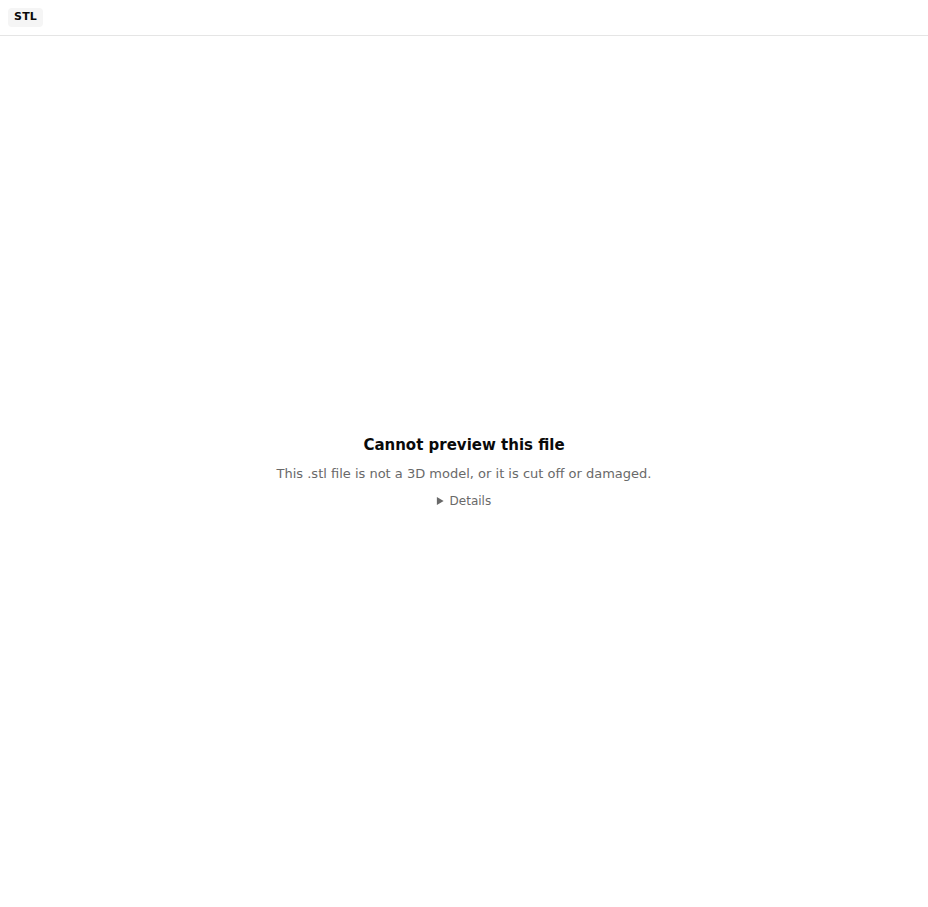 STL
Cannot preview this file
This .stl file is not a 3D model, or it is cut off or damaged.
Details